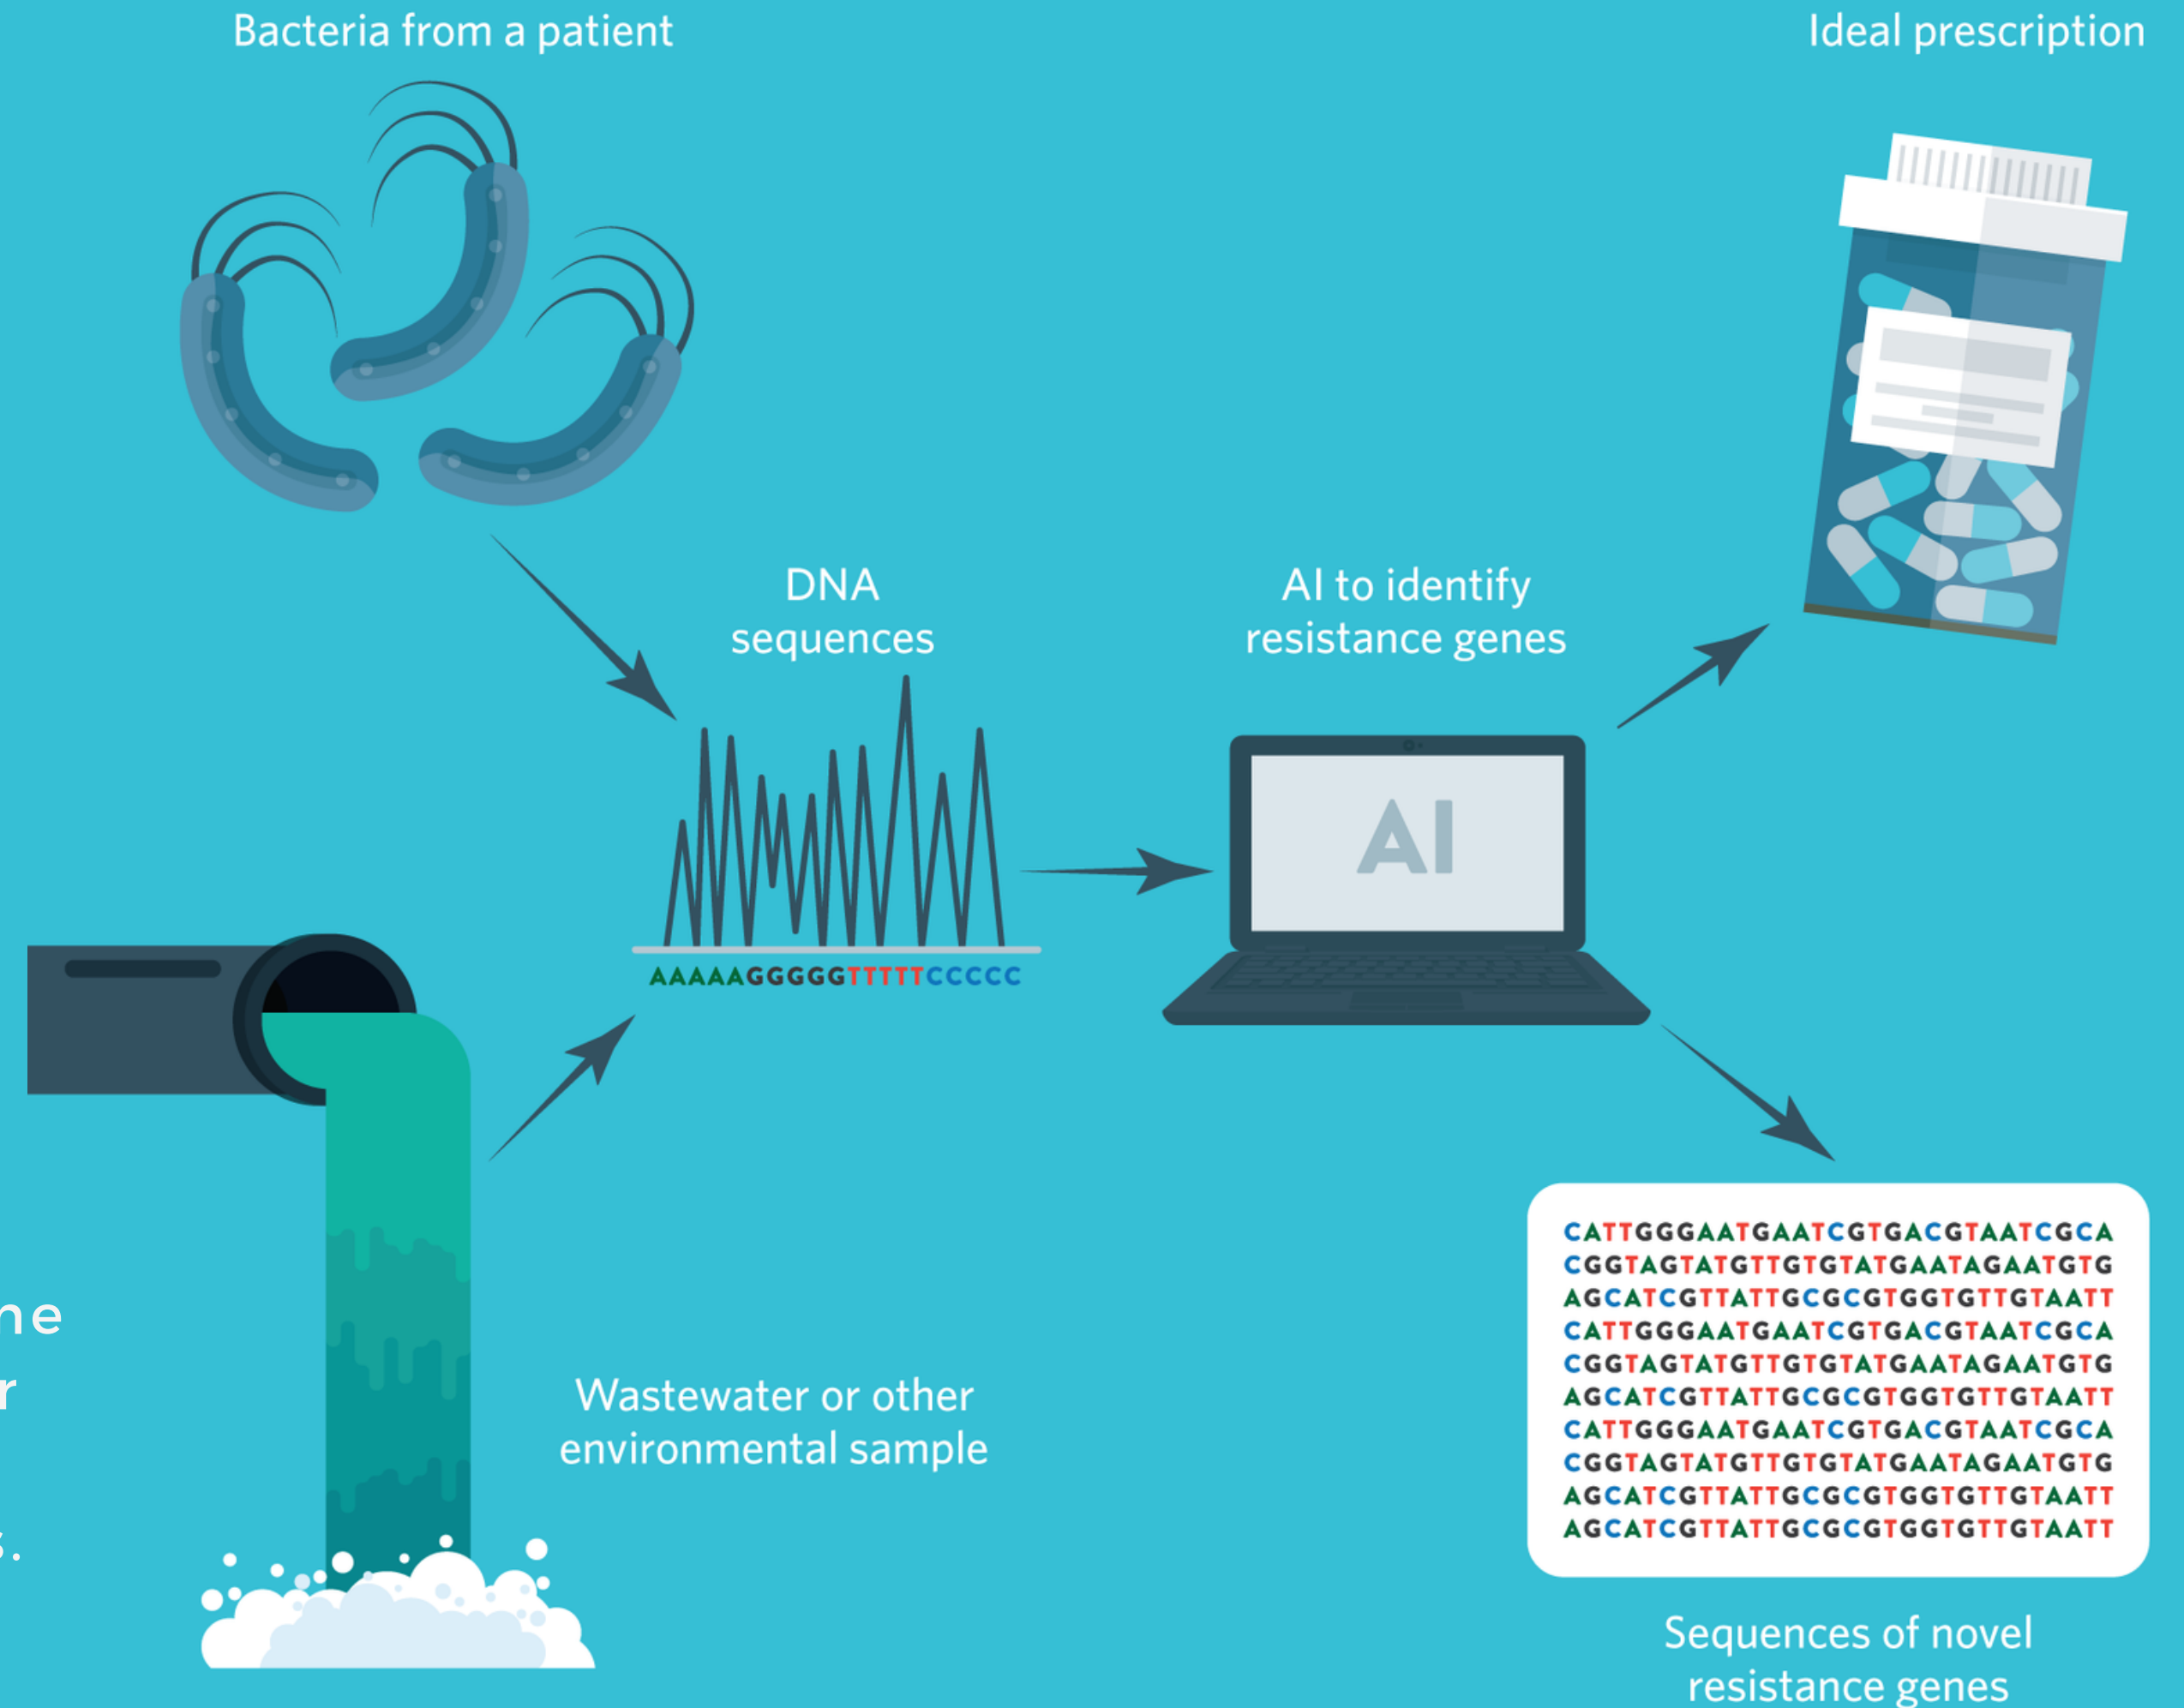 Bacteria from a patient
Ideal prescription
DNA
sequences
AI to identify
resistance genes
AI
AAAAAGGGGGTTTTTCCCCC
Wastewater or other
environmental sample
CATTGGGAATGAATCGTGACGTAATCGCA
CGGTAGTATGTTGTGTATGAATAGAATGTG
AGCATCGTTATTGCGCGTGGTGTTGTAATT
CATTGGGAATGAATCGTGACGTAATCGCA
CGGTAGTATGTTGTGTATGAATAGAATGTG
AGCATCGTTATTGCGCGTGGTGTTGTAATT
CATTGGGAATGAATCGTGACGTAATCGCA
CGGTAGTATGTTGTGTATGAATAGAATGTG
AGCATCGTTATTGCGCGTGGTGTTGTAATT
AGCATCGTTATTGCGCGTGGTGTTGTAATT
Sequences of novel
resistance genes